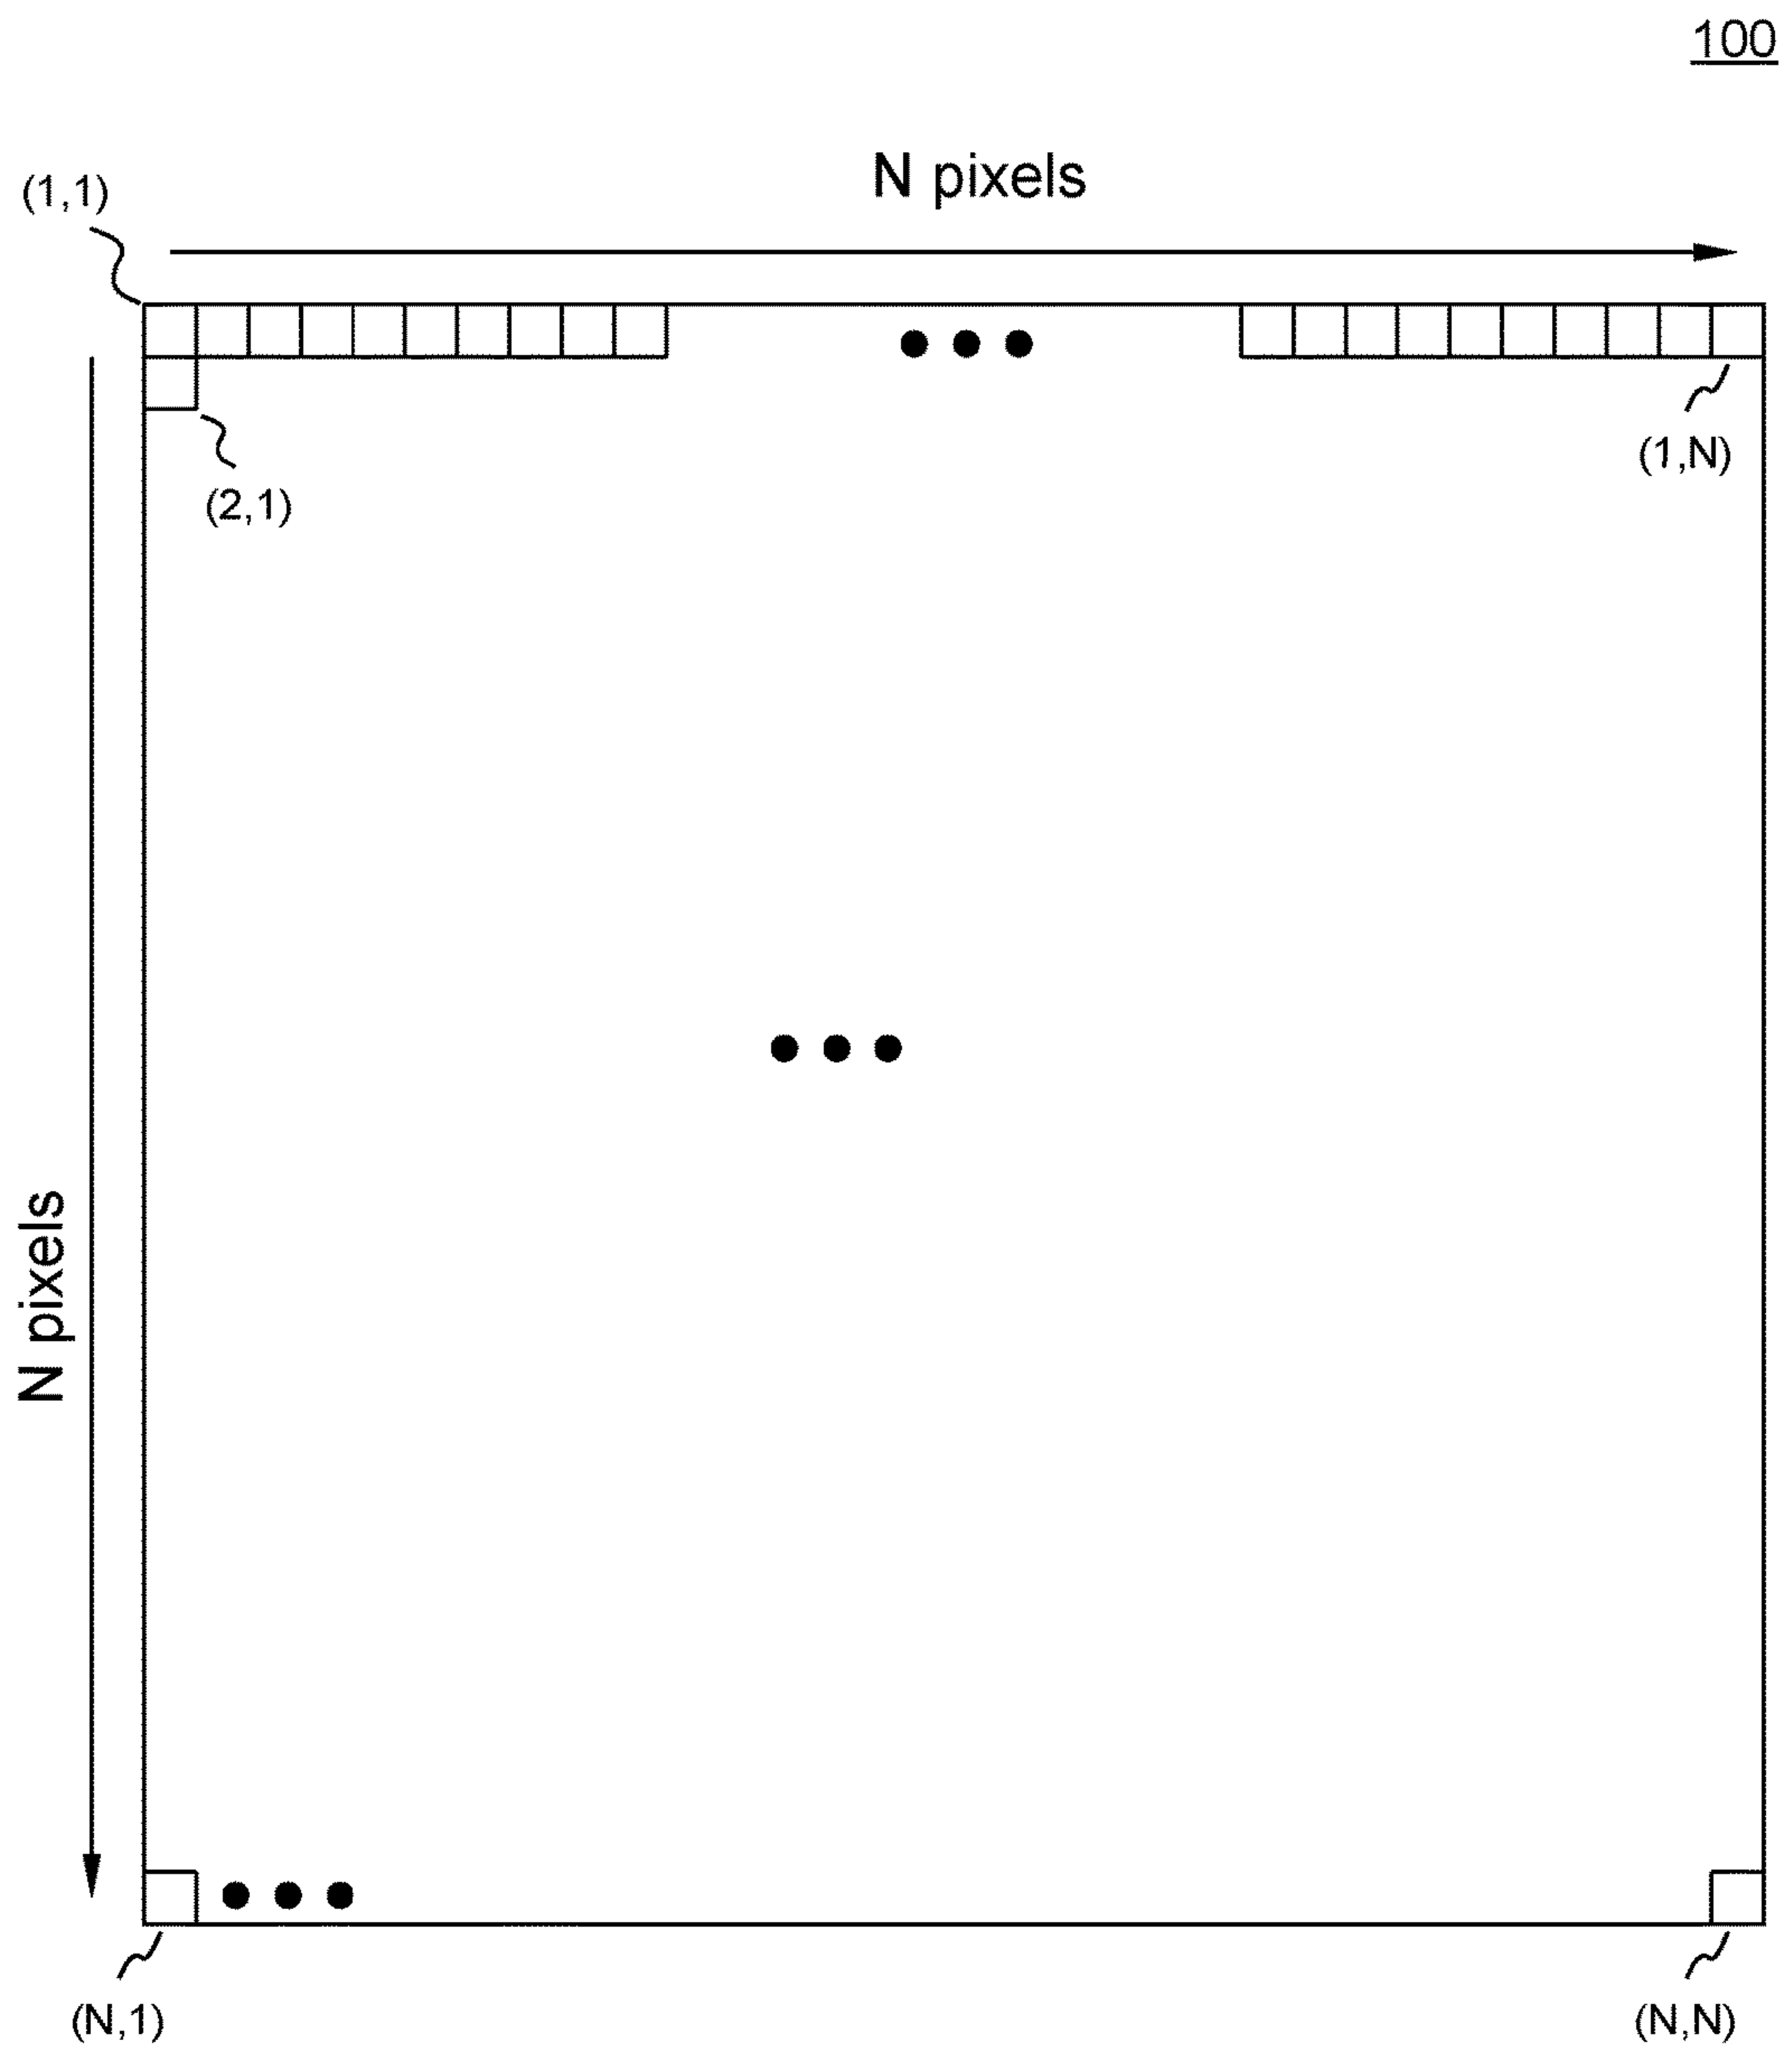 100
N pixels
(1,1)
(2,1)
(1,N)
N pixels
(N,1)
(N,N)